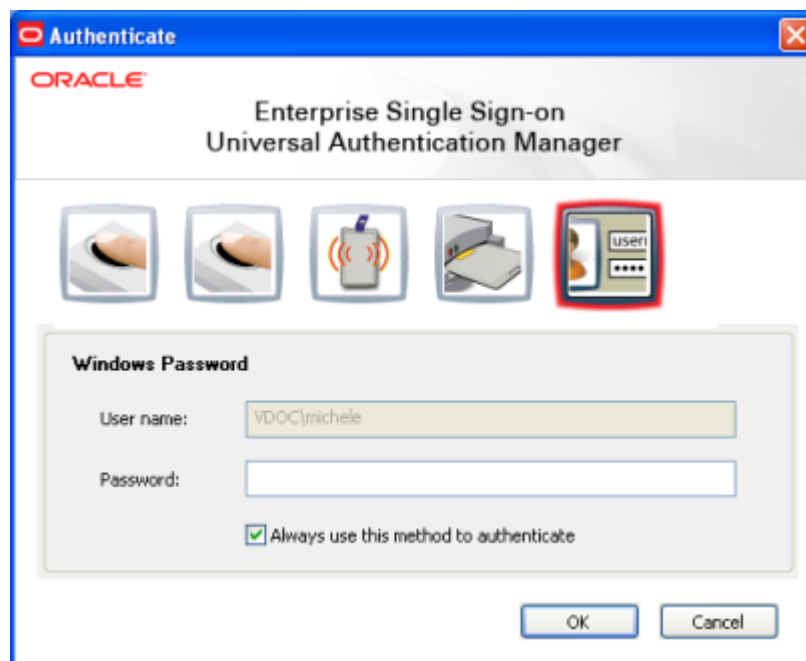 Authenticate
ORACLE
Enterprise Single Sign-on
Universal Authentication Manager
user
••••
Windows Password
User name: VDOC\michele
Password:
Always use this method to authenticate
OK Cancel